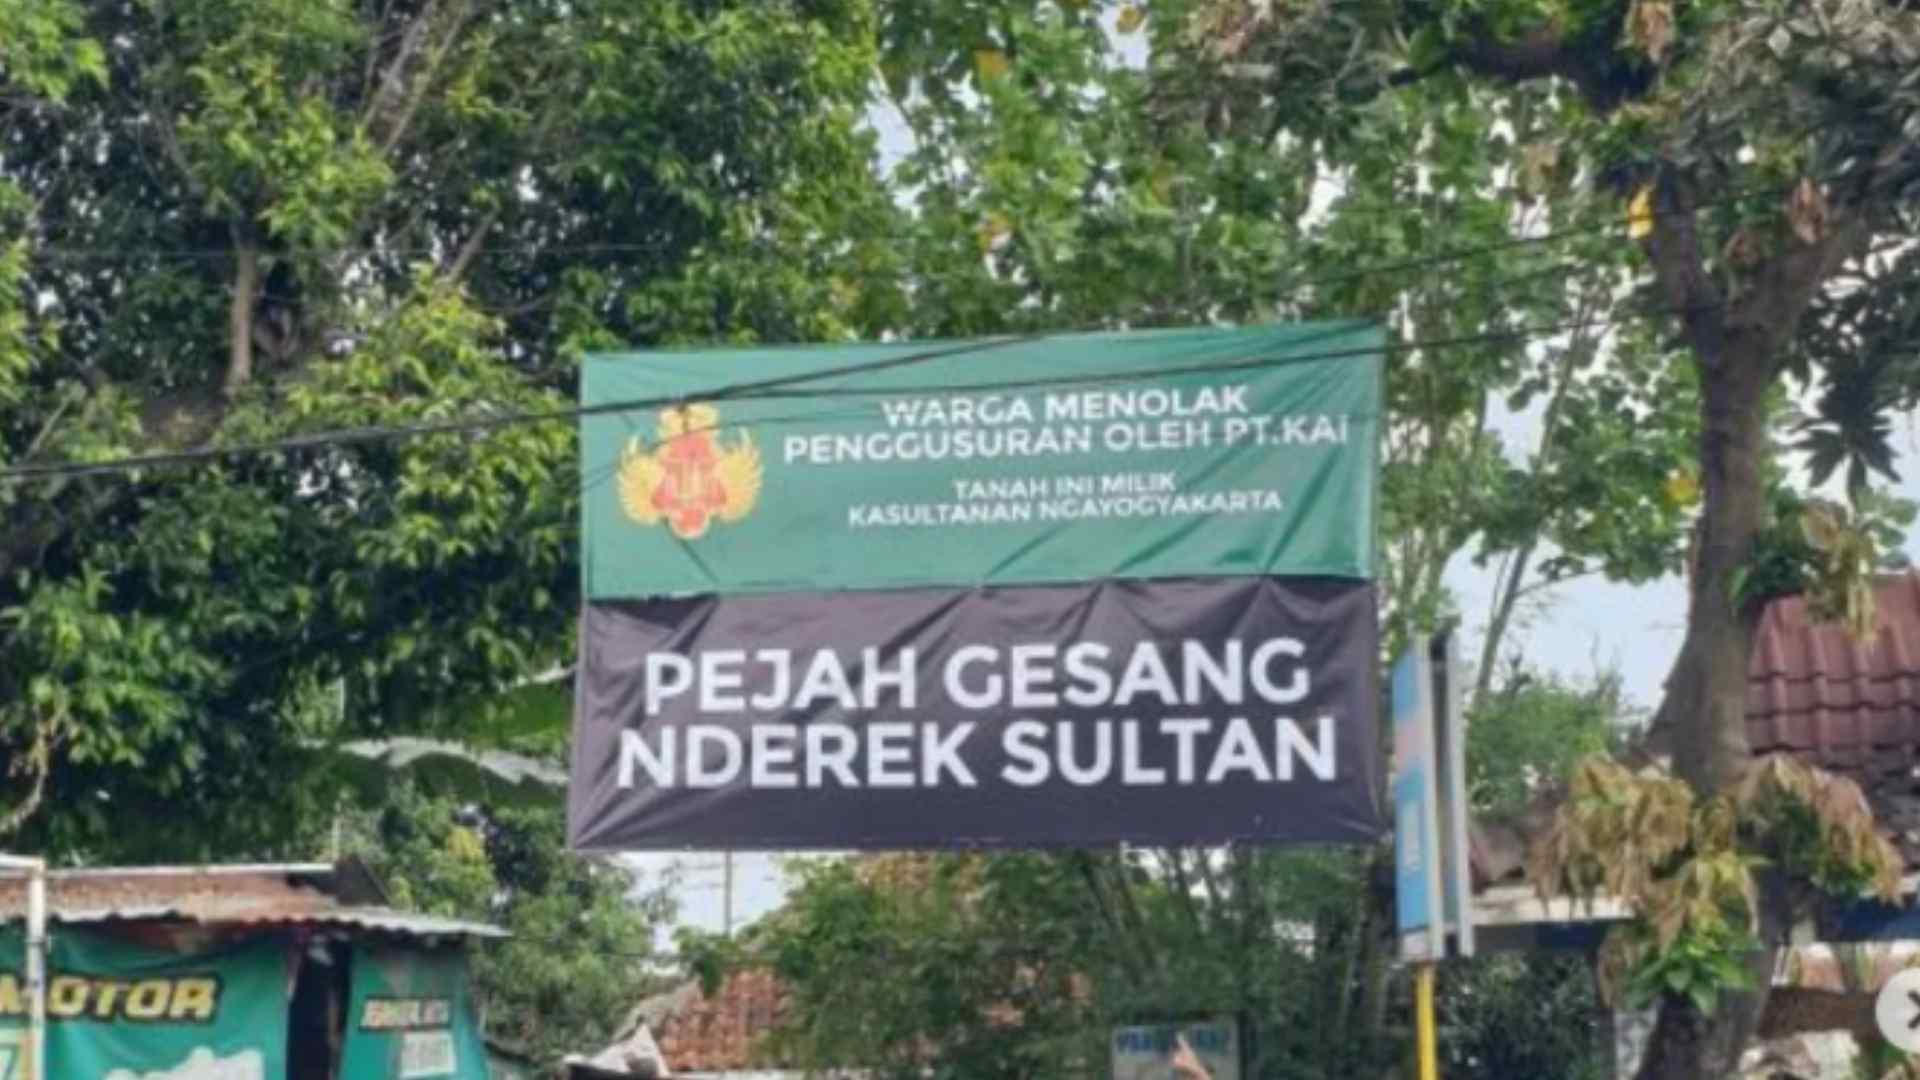 WARGA MENOLAK
PENGGUSURAN OLEH PT.KAI
TANAH INI MILIK
KASULTANAN NGAYOGYAKARTA
PEJAH GESANG
NDEREK SULTAN
MOTOR